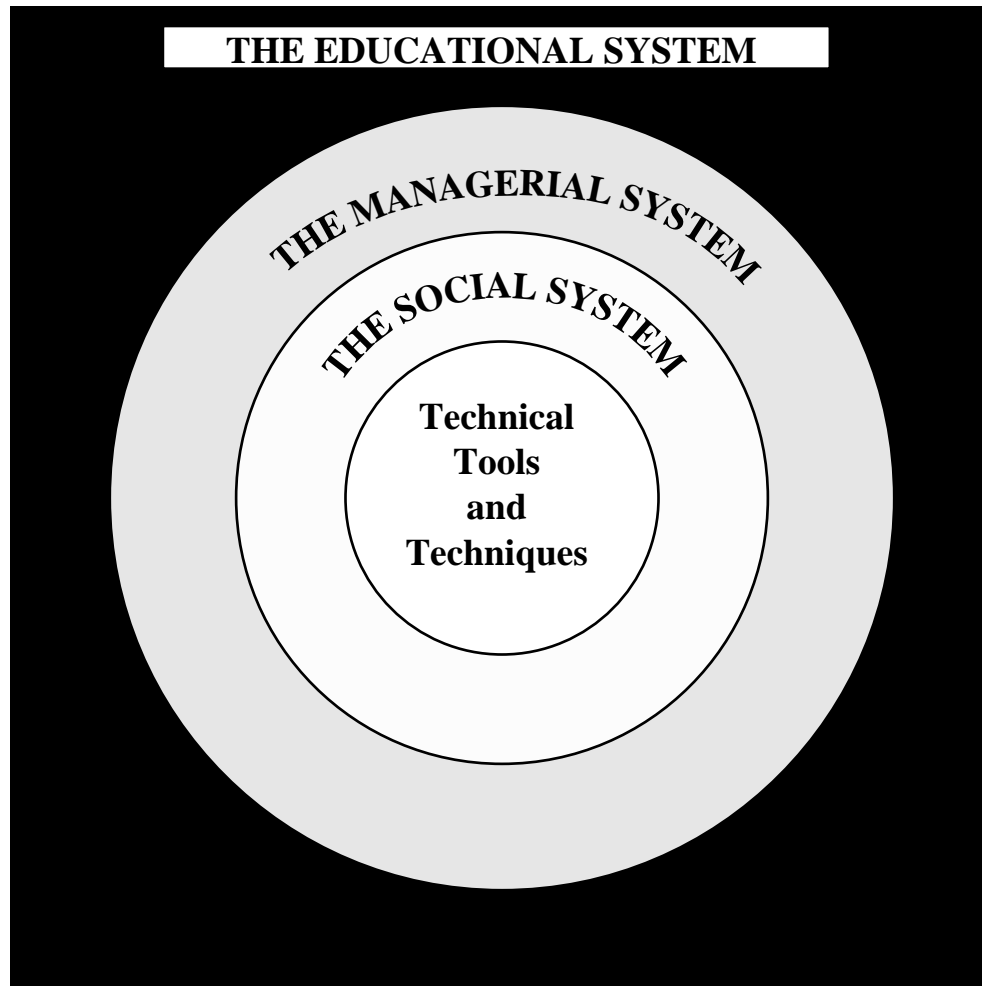 THE EDUCATIONAL SYSTEM
THE MANAGERIAL SYSTEM
THE SOCIAL SYSTEM
Technical
Tools
and
Techniques